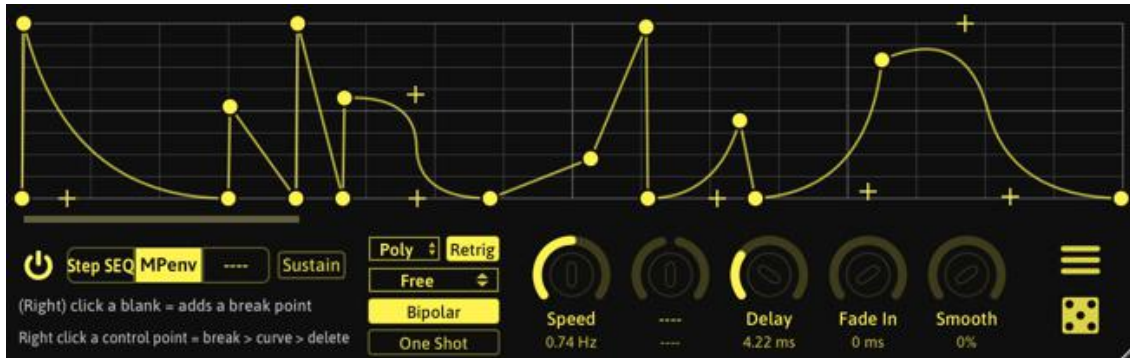 Step SEQ MPenv ---- Sustain
Poly Retrig
Free
Bipolar
One Shot
(Right) click a blank = adds a break point
Right click a control point = break > curve > delete
Speed ---- Delay Fade In Smooth
0.74 Hz ---- 4.22 ms 0 ms 0%